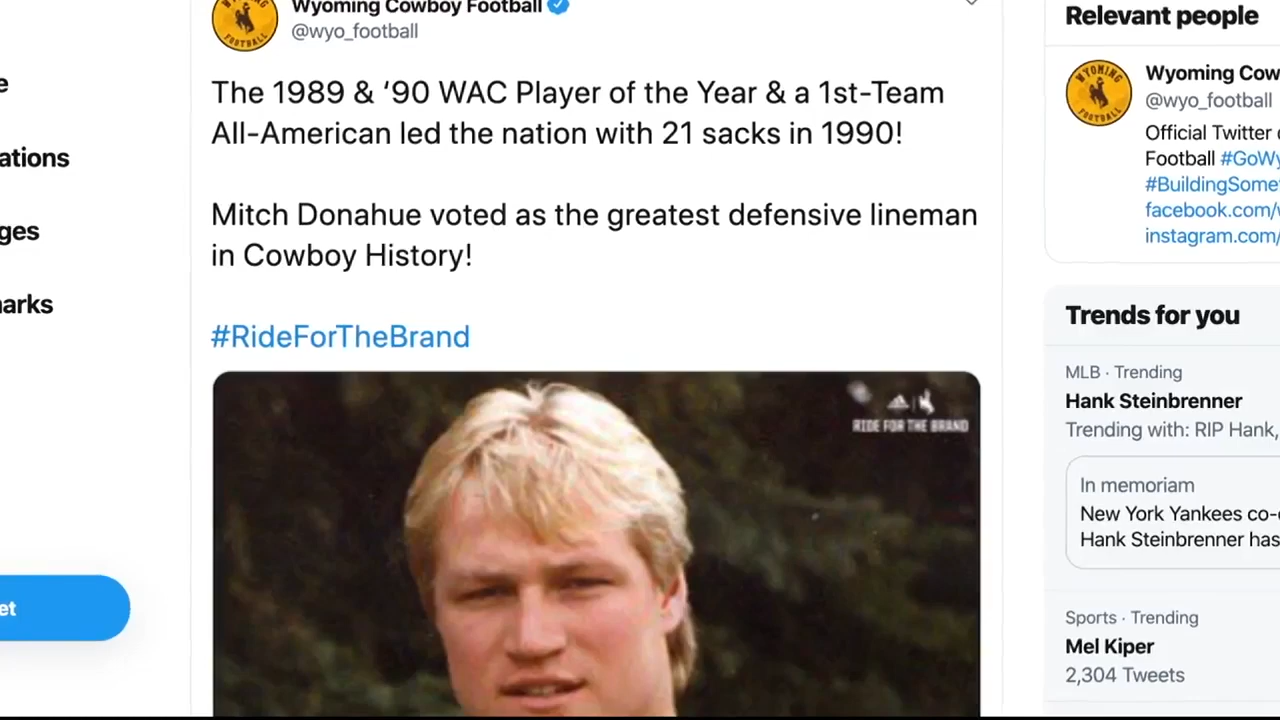 Wyoming Cowboy Football
@wyo_football
The 1989 & ‘90 WAC Player of the Year & a 1st-Team
All-American led the nation with 21 sacks in 1990!
Mitch Donahue voted as the greatest defensive lineman
in Cowboy History!
#RideForTheBrand
RIDE FOR THE BRAND
WYOMING
FOOTBALL
e
ations
ges
arks
et
Relevant people
WYOMING
FOOTBALL
Wyoming Cow
@wyo_football
Official Twitter
Football #GoWy
#BuildingSome
facebook.com/
instagram.com/
Trends for you
MLB · Trending
Hank Steinbrenner
Trending with: RIP Hank,
In memoriam
New York Yankees co-
Hank Steinbrenner has
Sports · Trending
Mel Kiper
2,304 Tweets